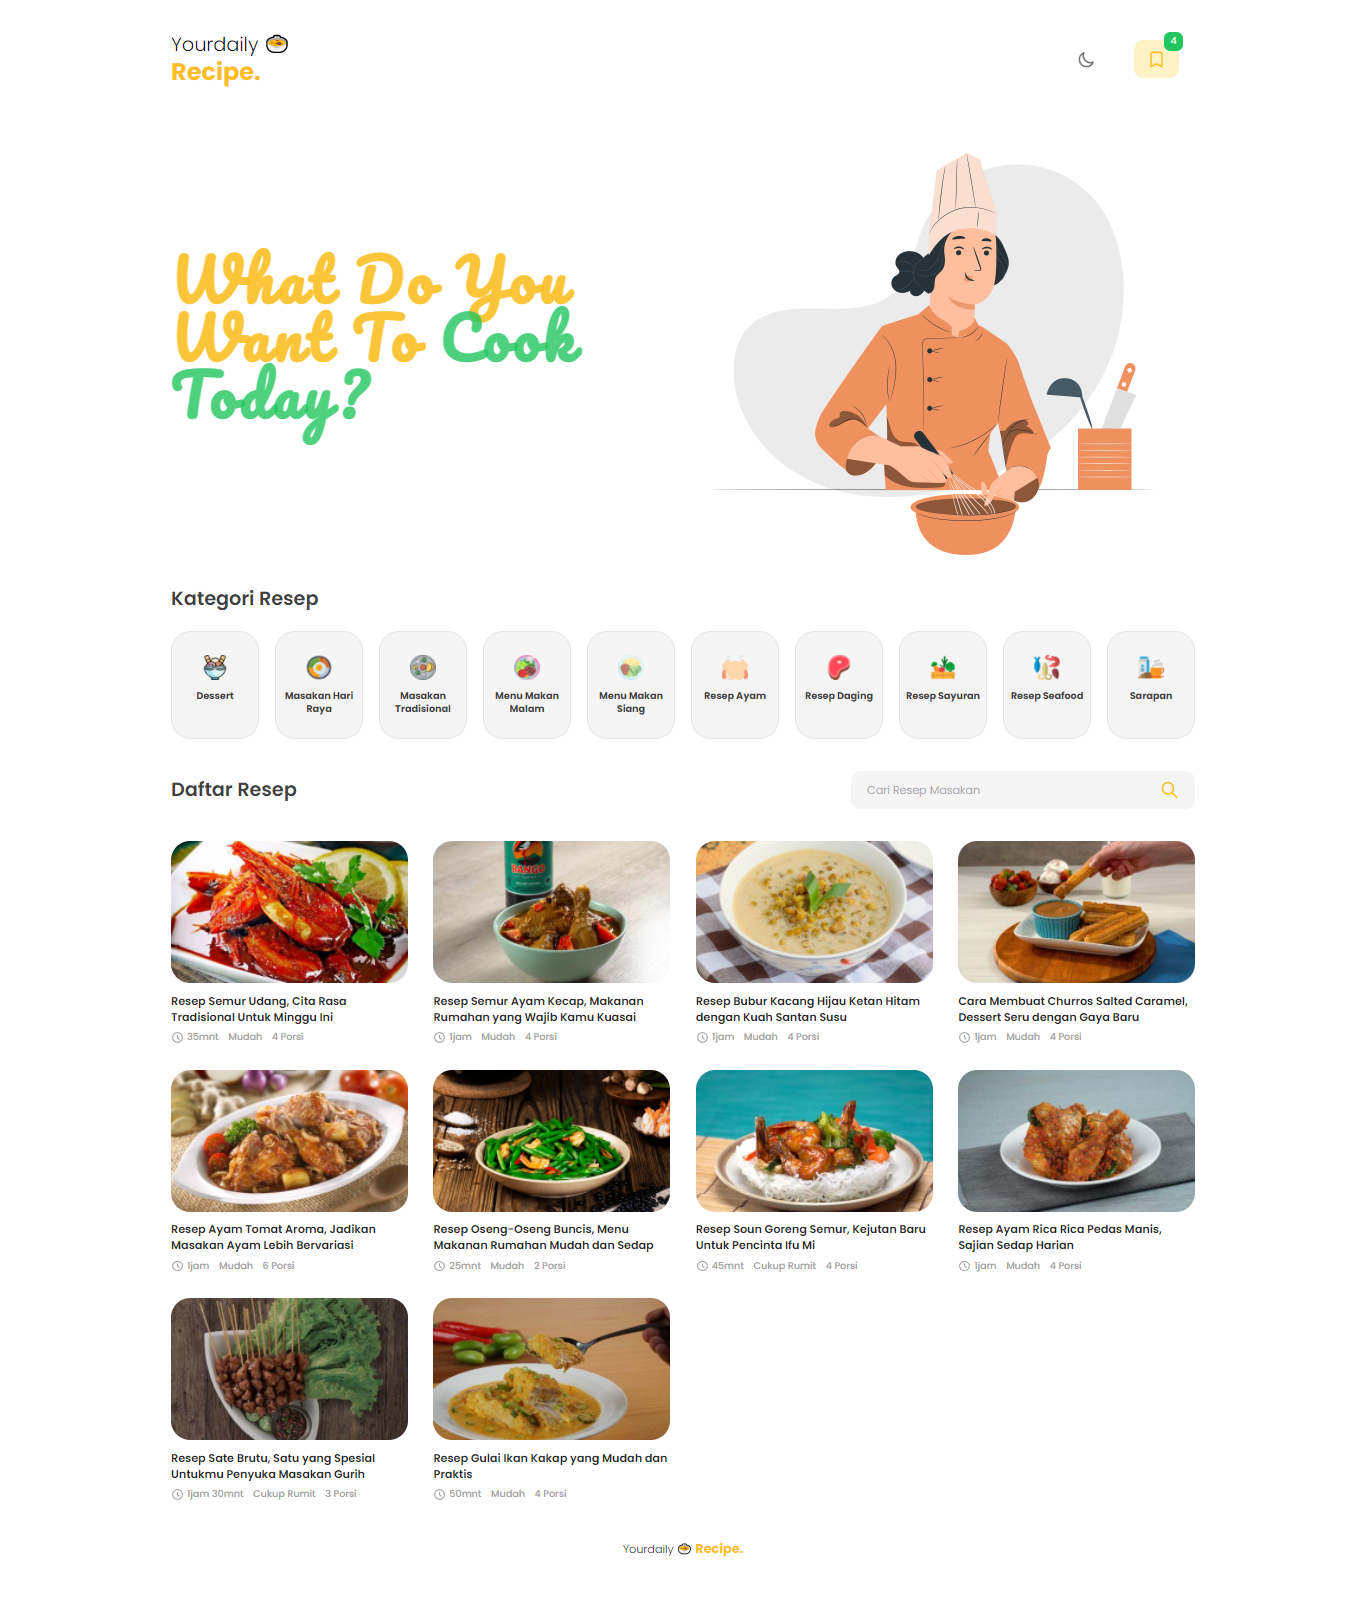 Yourdaily
Recipe.
4
What Do You
Want To Cook
Today?
Kategori Resep
Dessert
Masakan Hari
Raya
Masakan
Tradisional
Menu Makan
Malam
Menu Makan
Siang
Resep Ayam
Resep Daging
Resep Sayuran
Resep Seafood
Sarapan
Daftar Resep
Cari Resep Masakan
BANGO
Resep Semur Udang, Cita Rasa
Tradisional Untuk Minggu Ini
35mnt Mudah 4 Porsi
Resep Semur Ayam Kecap, Makanan
Rumahan yang Wajib Kamu Kuasai
1jam Mudah 4 Porsi
Resep Bubur Kacang Hijau Ketan Hitam
dengan Kuah Santan Susu
1jam Mudah 4 Porsi
Cara Membuat Churros Salted Caramel,
Dessert Seru dengan Gaya Baru
1jam Mudah 4 Porsi
Resep Ayam Tomat Aroma, Jadikan
Masakan Ayam Lebih Bervariasi
1jam Mudah 6 Porsi
Resep Oseng-Oseng Buncis, Menu
Makanan Rumahan Mudah dan Sedap
25mnt Mudah 2 Porsi
Resep Soun Goreng Semur, Kejutan Baru
Untuk Pencinta Ifu Mi
45mnt Cukup Rumit 4 Porsi
Resep Ayam Rica Rica Pedas Manis,
Sajian Sedap Harian
1jam Mudah 4 Porsi
Resep Sate Brutu, Satu yang Spesial
Untukmu Penyuka Masakan Gurih
1jam 30mnt Cukup Rumit 3 Porsi
Resep Gulai Ikan Kakap yang Mudah dan
Praktis
50mnt Mudah 4 Porsi
Yourdaily Recipe.